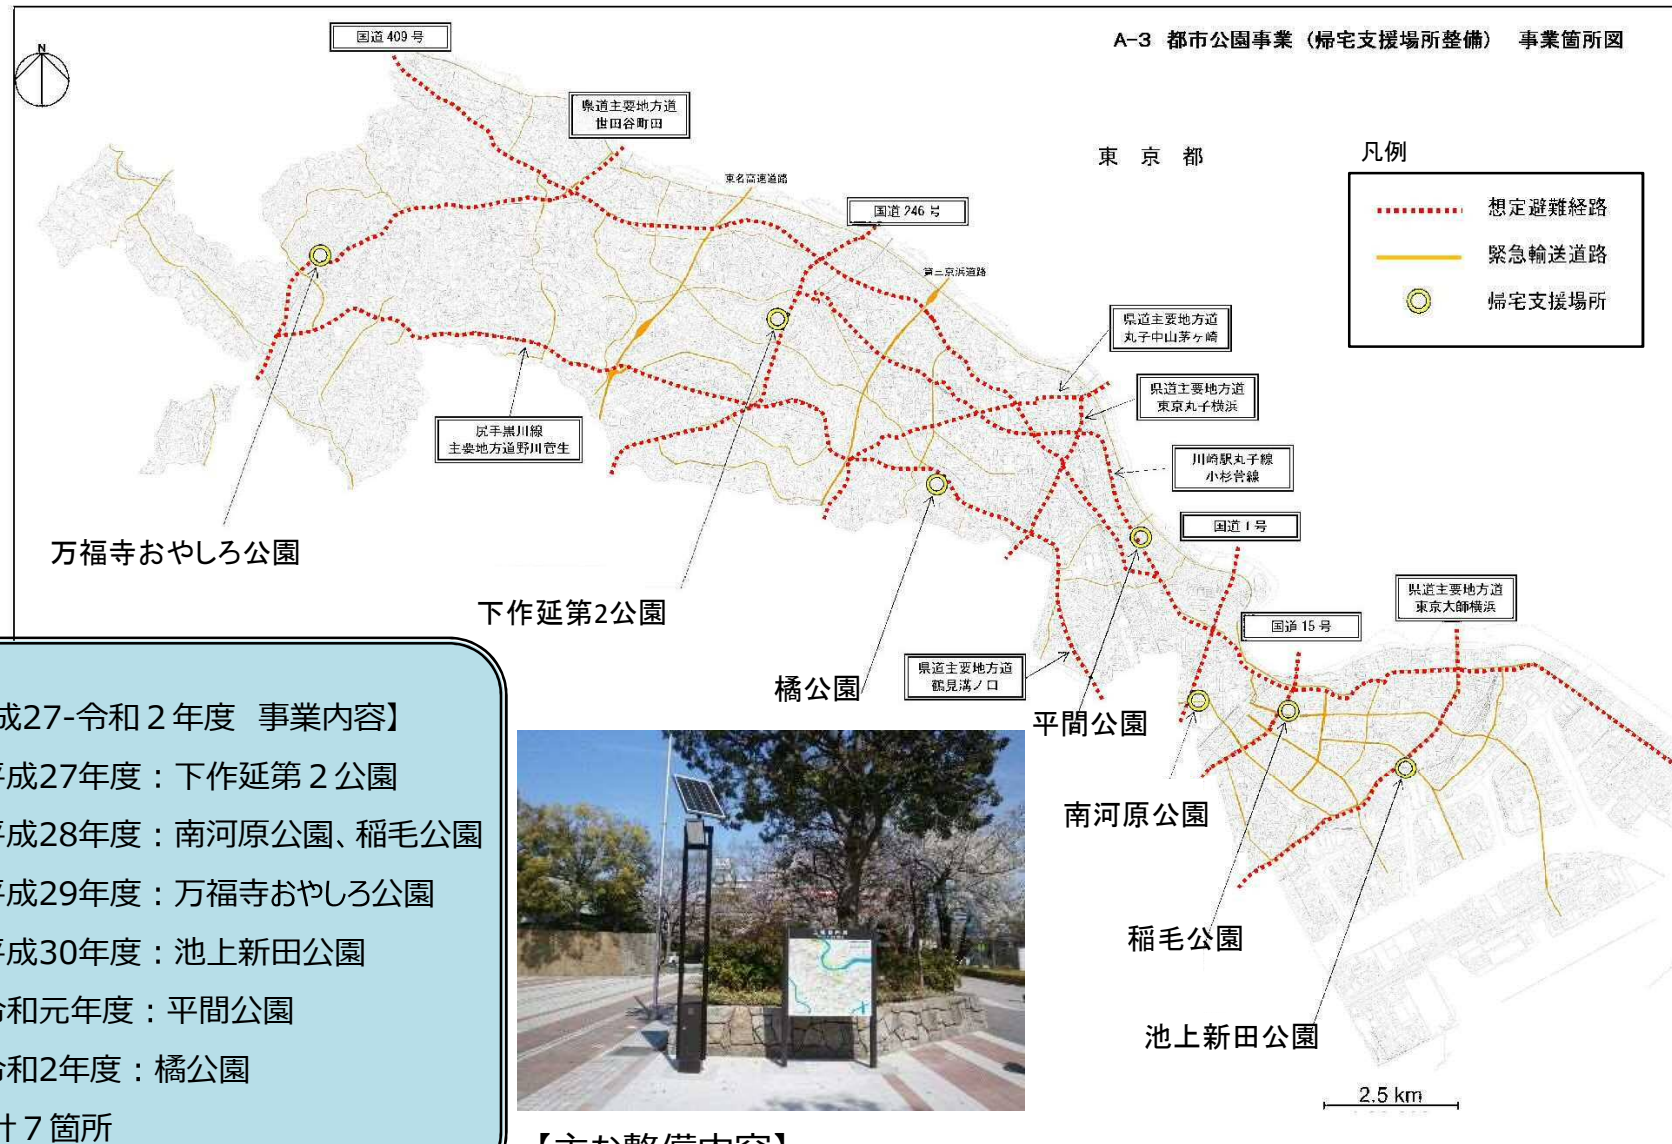 A-3 都市公園事業（帰宅支援場所整備） 事業箇所図
国道 409 号
N
県道主要地方道
世田谷町田
東 京 都
凡例
想定避難経路
緊急輸送道路
帰宅支援場所
東名高速道路
国道 246 号
第三京浜道路
県道主要地方道
丸子中山茅ヶ崎
県道主要地方道
東京丸子横浜
尻手黒川線
主要地方道野川菅生
川崎駅丸子線
小杉菅線
国道 1 号
万福寺おやしろ公園
下作延第2公園
橘公園
県道主要地方道
鶴見溝ノ口
平間公園
国道 15 号
県道主要地方道
東京大師横浜
南河原公園
稲毛公園
池上新田公園
2.5 km
成27-令和２年度 事業内容】
平成27年度：下作延第２公園
平成28年度：南河原公園、稲毛公園
平成29年度：万福寺おやしろ公園
平成30年度：池上新田公園
令和元年度：平間公園
令和2年度：橘公園
計７箇所
【主な整備内容】